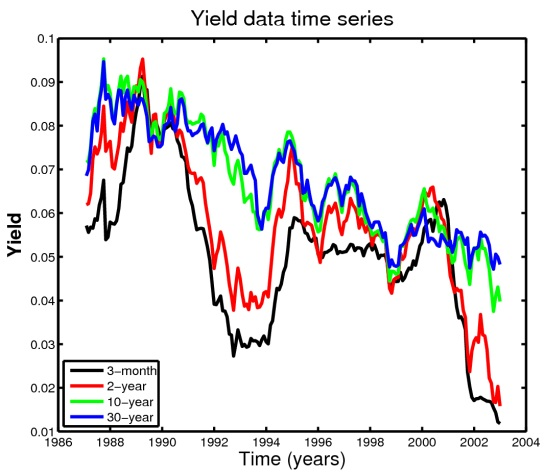 Yield data time series
0.1
0.09
0.08
0.07
0.06
0.05
0.04
0.03
0.02
0.01
Yield
3−month
2−year
10−year
30−year
1986 1988 1990 1992 1994 1996 1998 2000 2002 2004
Time (years)